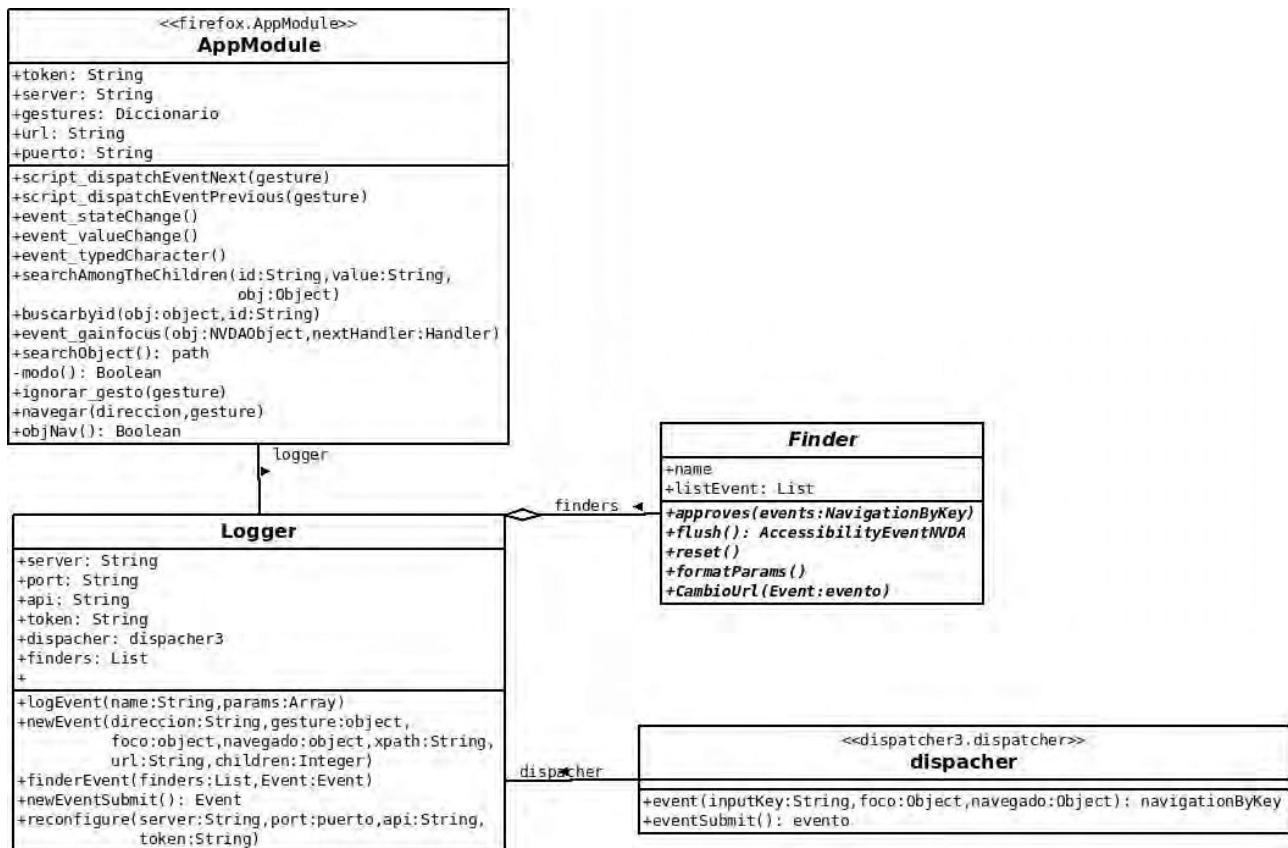 <<firefox.AppModule>>
AppModule
+token: String
+server: String
+gestures: Diccionario
+url: String
+puerto: String
+script_dispatchEventNext(gesture)
+script_dispatchEventPrevious(gesture)
+event_stateChange()
+event_valueChange()
+event_typedCharacter()
+searchAmongTheChildren(id:String,value:String,
obj:Object)
+buscarbyid(obj:object,id:String)
+event_gainfocus(obj:NVDAObject,nextHandler:Handler)
+searchObject(): path
-modo(): Boolean
+ignorar_gesto(gesture)
+navegar(direccion,gesture)
+objNav(): Boolean
logger
Finder
+name
+listEvent: List
+approves(events:NavigationByKey)
+flush(): AccessibilityEventNVDA
+reset()
+formatParams()
+CambioUrl(Event:evento)
finders
Logger
+server: String
+port: String
+api: String
+token: String
+dispacher: dispacher3
+finders: List
+
+logEvent(name:String,params:Array)
+newEvent(direccion:String,gesture:object,
foco:object,navegado:object,xpath:String,
url:String,children:Integer)
+finderEvent(finders:List,Event:Event)
+newEventSubmit(): Event
+reconfigure(server:String,port:puerto,api:String,
token:String)
dispacher
<<dispatcher3.dispatcher>>
dispacher
+event(inputKey:String,foco:Object,navegado:Object): navigationByKey
+eventSubmit(): evento